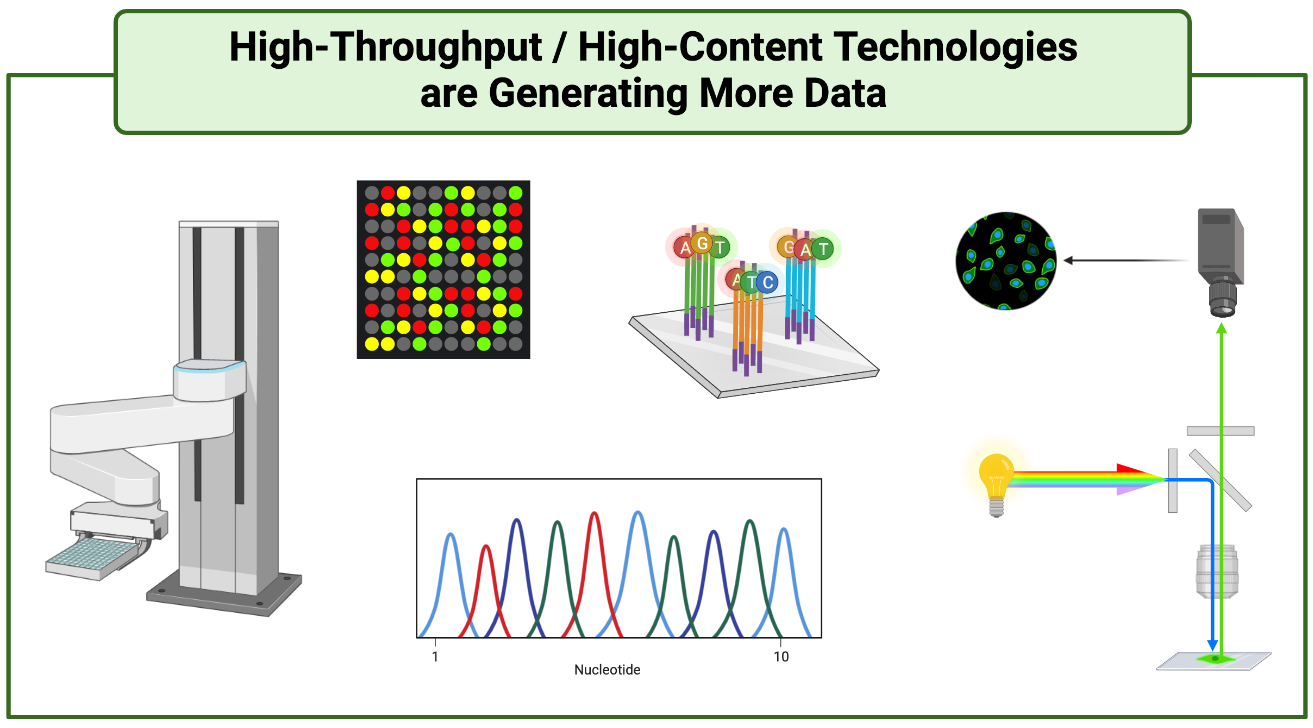 High-Throughput / High-Content Technologies
are Generating More Data
A G T
G A T
A T C
1 10
Nucleotide